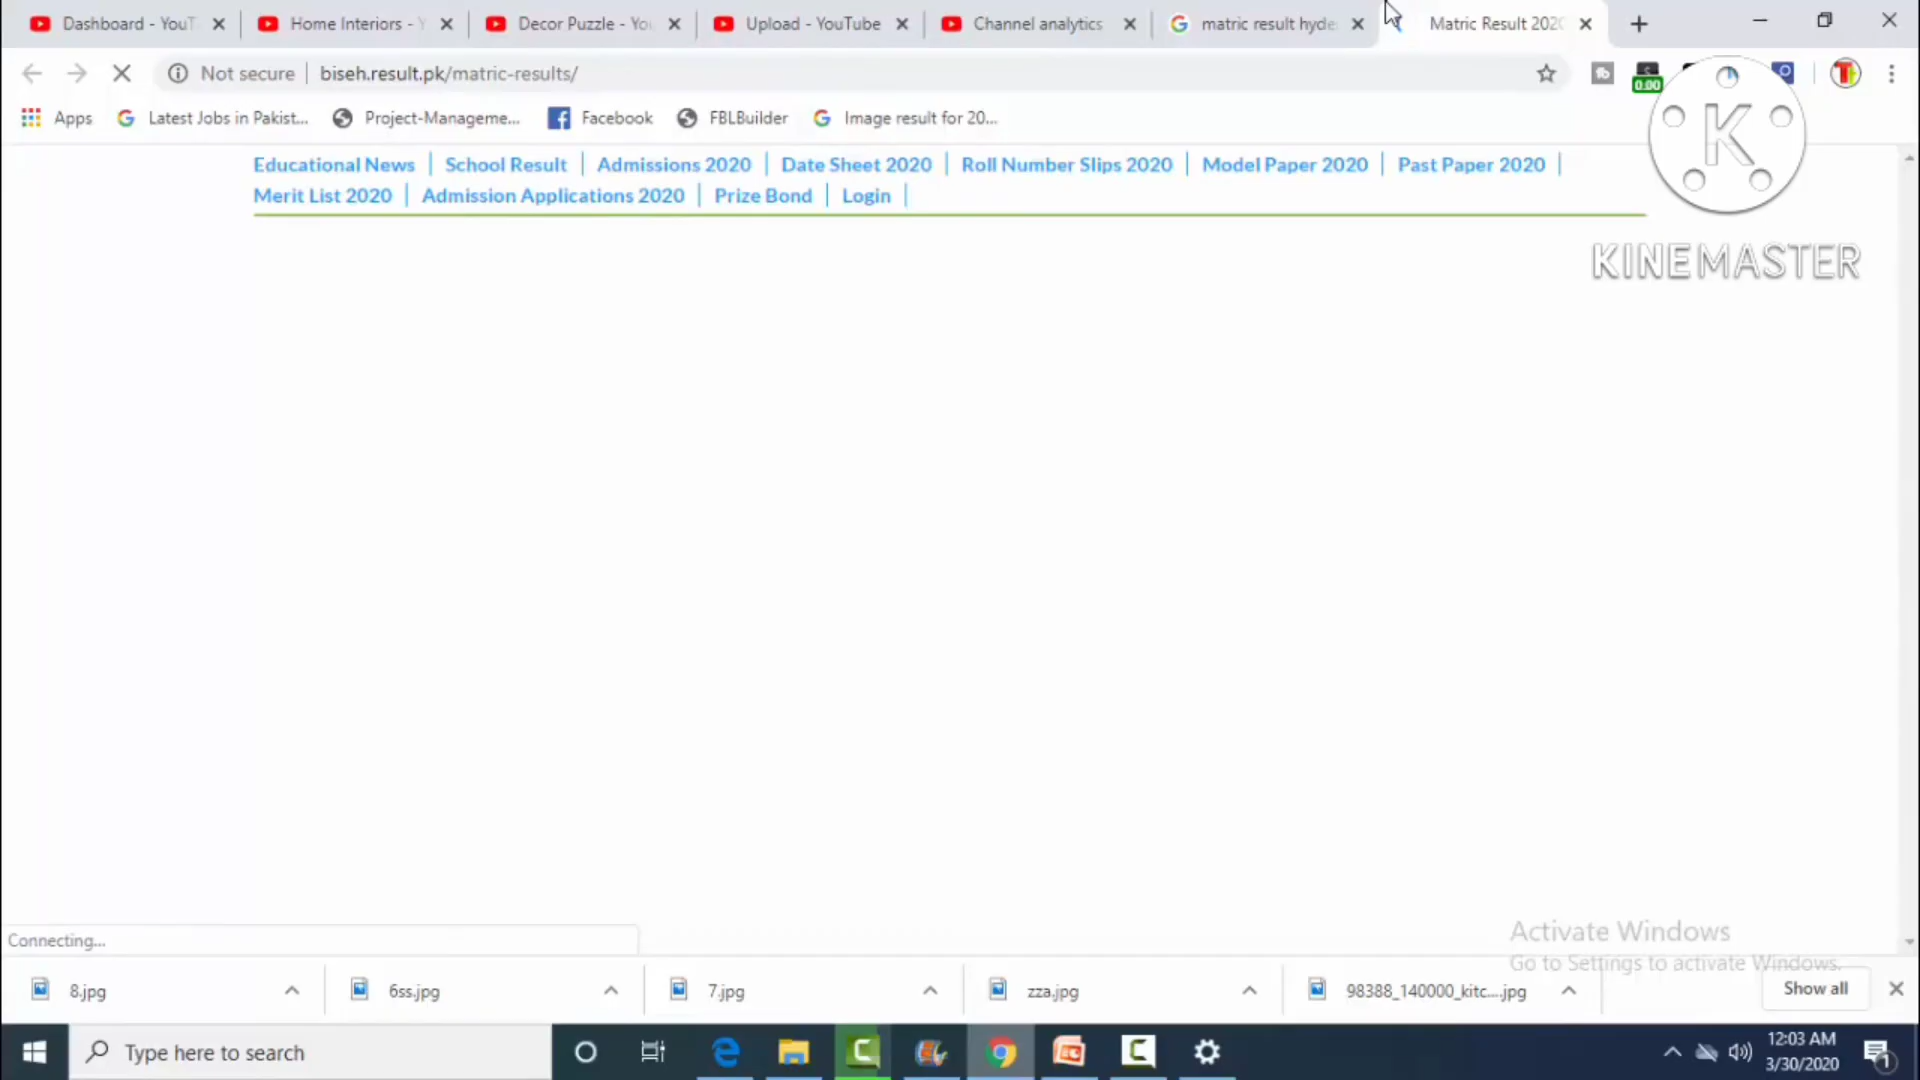 Dashboard - YouT
Home Interiors - Y
Decor Puzzle - You
Upload - YouTube
Channel analytics
matric result hyde
Matric Result 2020
Not secure
biseh.result.pk/matric-results/
0.00
Apps
Latest Jobs in Pakist...
Project-Manageme...
Facebook
FBLBuilder
Image result for 20...
K
KINEMASTER
Educational News | School Result | Admissions 2020 | Date Sheet 2020 | Roll Number Slips 2020 | Model Paper 2020 | Past Paper 2020 |
Merit List 2020 | Admission Applications 2020 | Prize Bond | Login |
Activate Windows
Go to Settings to activate Windows.
Connecting...
8.jpg
6ss.jpg
7.jpg
zza.jpg
98388_140000_kitc....jpg
Show all
Type here to search
12:03 AM
3/30/2020
1